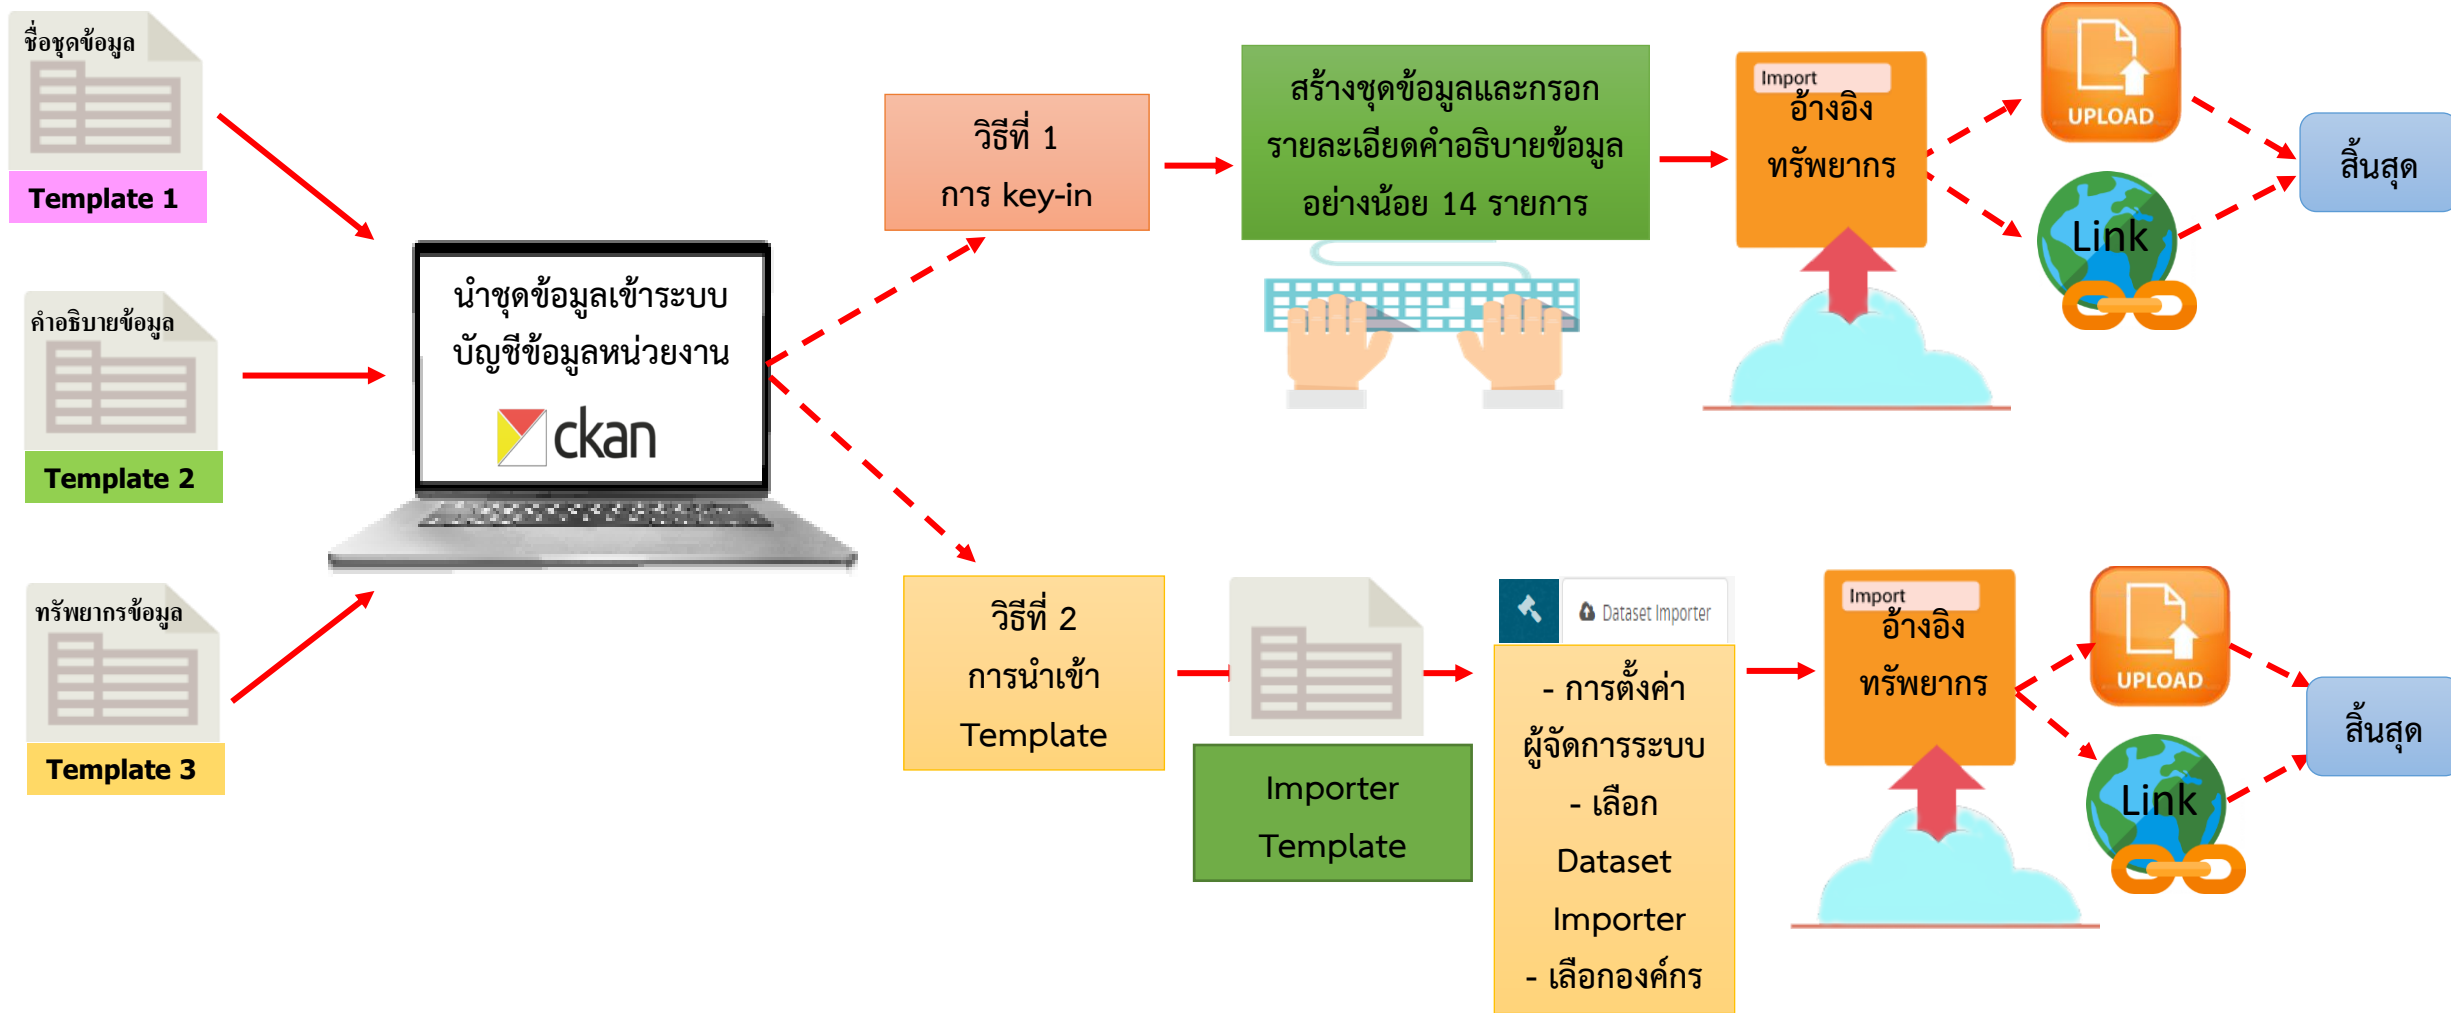 ชื่อชุดข้อมูล
Template 1
คำอธิบายข้อมูล
Template 2
ทรัพยากรข้อมูล
Template 3
นำชุดข้อมูลเข้าระบบ
บัญชีข้อมูลหน่วยงาน
ckan
วิธีที่ 1
การ key-in
สร้างชุดข้อมูลและกรอก
รายละเอียดคำอธิบายข้อมูล
อย่างน้อย 14 รายการ
Import
อ้างอิง
ทรัพยากร
UPLOAD
Link
สิ้นสุด
วิธีที่ 2
การนำเข้า
Template
Importer
Template
Dataset Importer
- การตั้งค่า
ผู้จัดการระบบ
- เลือก
Dataset
Importer
- เลือกองค์กร
Import
อ้างอิง
ทรัพยากร
UPLOAD
Link
สิ้นสุด